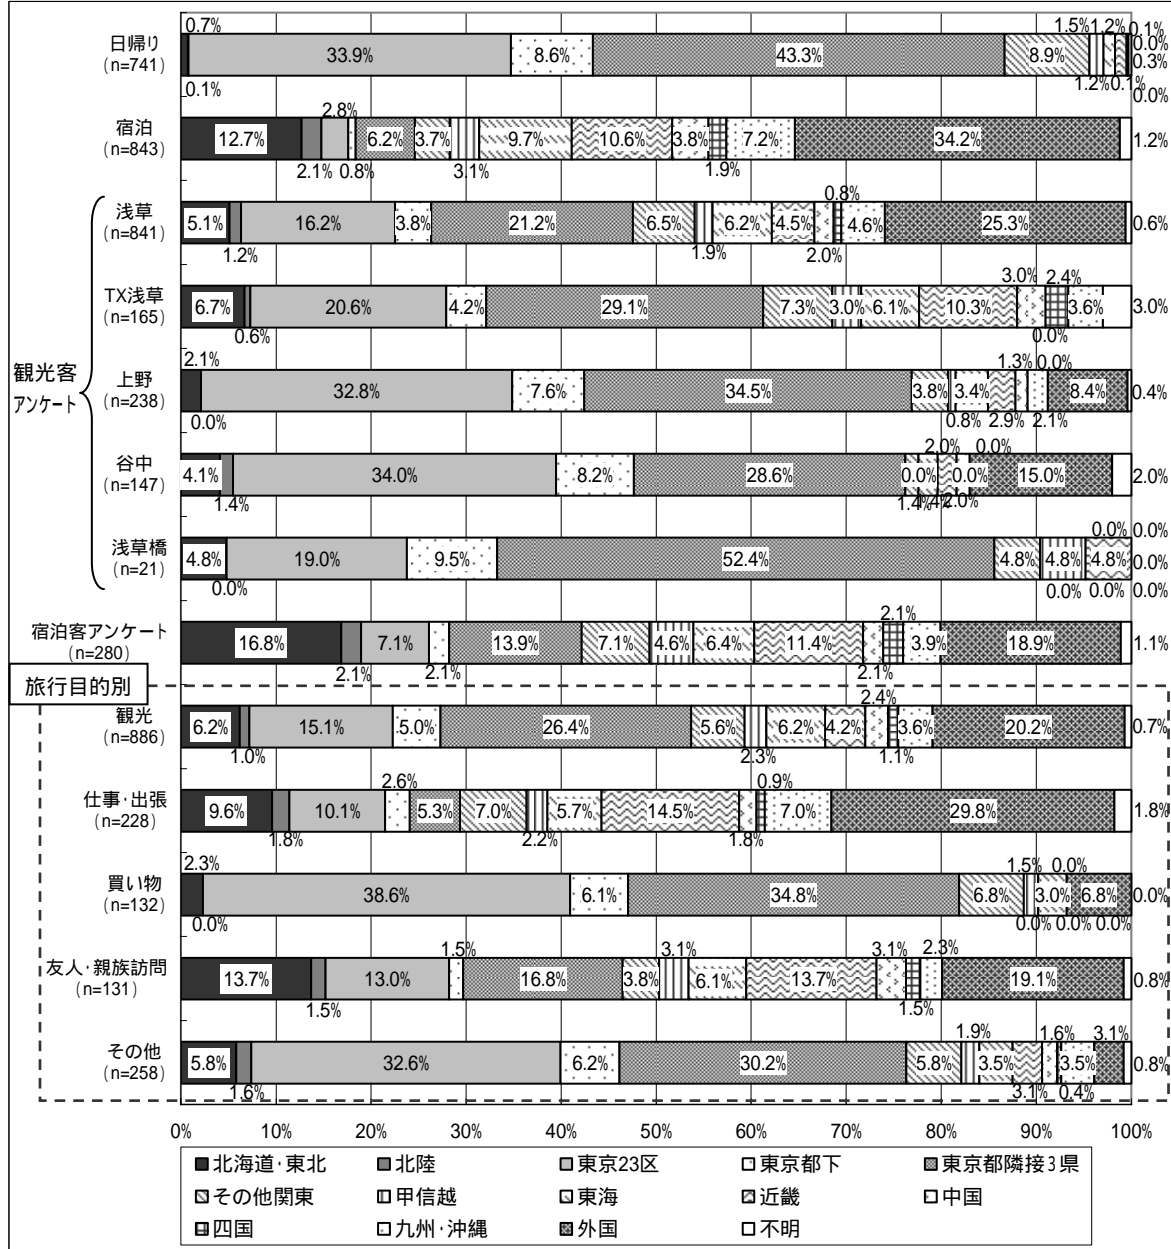 0.7% 1.5% 1.2% 0.1%
日帰り 33.9% 8.6% 43.3% 8.9% 0.0%
(n=741) 0.3%
0.1% 1.2% 0.1% 0.0%
2.8%
宿泊 12.7% 6.2% 3.7% 9.7% 10.6% 3.8% 7.2% 34.2% 1.2%
(n=843)
2.1% 0.8% 3.1% 1.9%
0.8%
浅草 5.1% 16.2% 3.8% 21.2% 6.5% 6.2% 4.5% 4.6% 25.3% 0.6%
(n=841)
1.2% 1.9% 2.0%
3.0% 2.4%
TX浅草 6.7% 20.6% 4.2% 29.1% 7.3% 3.0% 6.1% 10.3% 3.6% 3.0%
(n=165)
0.6% 0.0%
観光客
アンケート
2.1% 1.3% 0.0%
上野 32.8% 7.6% 34.5% 3.8% 3.4% 8.4% 0.4%
(n=238)
0.0% 0.8% 2.9% 2.1%
2.0% 0.0%
谷中 4.1% 34.0% 8.2% 28.6% 0.0% 0.0% 15.0% 2.0%
(n=147)
1.4% 1.4% 1.4% 2.0%
0.0% 0.0%
浅草橋 4.8% 19.0% 9.5% 52.4% 4.8% 4.8% 4.8% 0.0%
(n=21)
0.0% 0.0% 0.0% 0.0%
2.1%
宿泊客アンケート 16.8% 7.1% 13.9% 7.1% 4.6% 6.4% 11.4% 3.9% 18.9% 1.1%
(n=280)
2.1% 2.1% 2.1%
旅行目的別
2.4%
観光 6.2% 15.1% 5.0% 26.4% 5.6% 6.2% 4.2% 3.6% 20.2% 0.7%
(n=886)
1.0% 2.3% 1.1%
2.6% 0.9%
仕事・出張 9.6% 10.1% 5.3% 7.0% 5.7% 14.5% 7.0% 29.8% 1.8%
(n=228)
1.8% 2.2% 1.8%
2.3% 1.5% 0.0%
買い物 38.6% 6.1% 34.8% 6.8% 3.0% 6.8% 0.0%
(n=132)
0.0% 0.0% 0.0% 0.0%
1.5% 3.1% 3.1% 2.3%
友人・親族訪問 13.7% 13.0% 16.8% 3.8% 6.1% 13.7% 19.1% 0.8%
(n=131)
1.5% 1.5%
1.9% 1.6% 3.1%
その他 5.8% 32.6% 6.2% 30.2% 5.8% 3.5% 3.5% 0.8%
(n=258)
1.6% 3.1% 0.4%
0% 10% 20% 30% 40% 50% 60% 70% 80% 90% 100%
北海道・東北 北陸 東京23区 東京都下 東京都隣接3県
その他関東 甲信越 東海 近畿 中国
四国 九州・沖縄 外国 不明